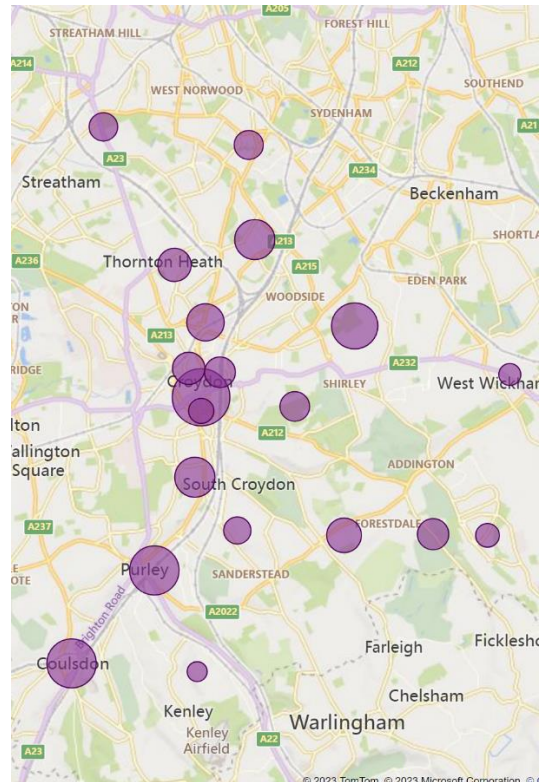 A205
STREATHAM HILL
FOREST HILL
A214
A212
WEST NORWOOD
SOUTHEND
SYDENHAM
A21
A23
A234
Streatham
Beckenham
SHORTLA
A213
A236
Thornton Heath
A215
EDEN PARK
WOODSIDE
A213
A232
RIDGE
Croydon
SHIRLEY
West Wickham
lton
A212
allington
Square
ADDINGTON
South Croydon
A237
FORESTDALE
Purley
SANDERSTEAD
OTE
A2022
Brighton Road
Farleigh
Ficklesho
Coulsdon
Chelsham
Kenley
Warlingham
Kenley
Airfield
A23
A22
© 2023 TomTom, © 2023 Microsoft Corporation, ©